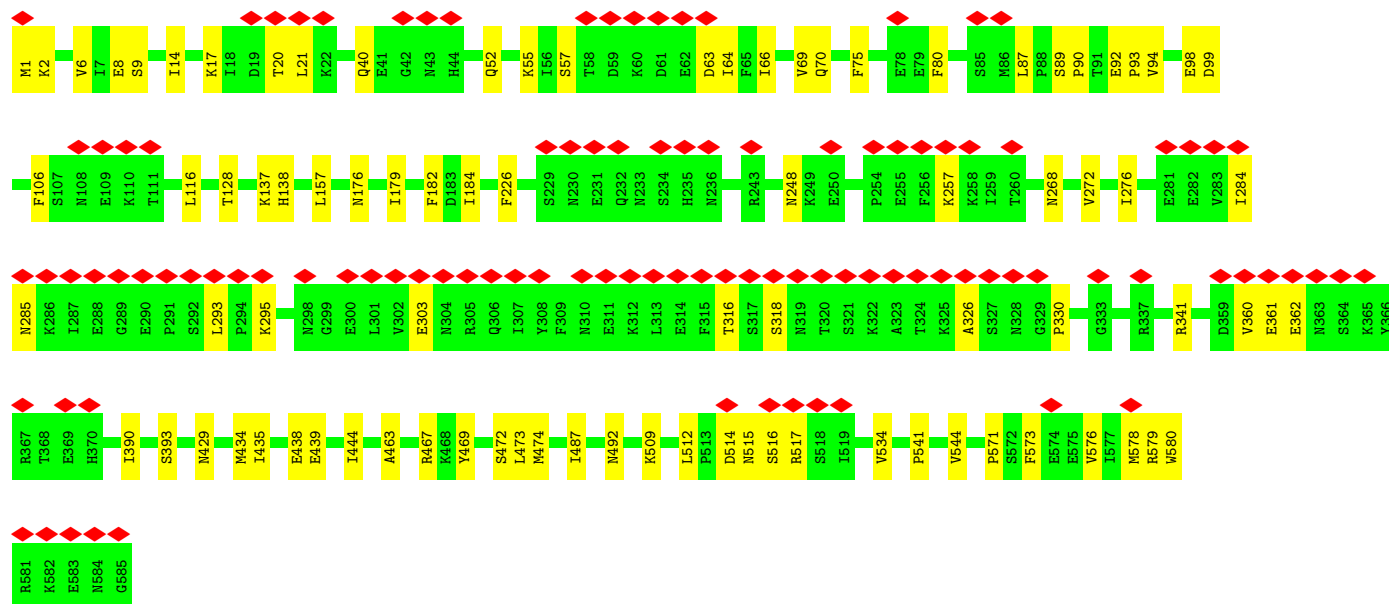 M1 K2 V6 I7 E8 S9 I14 K17 I18 D19 T20 L21 K22 Q40 E41 G42 N43 H44 Q52 K55 I56 S57 T58 D59 K60 D61 E62 D63 I64 F65 I66 V69 Q70 F75 E78 E79 F80 S85 M86 L87 P88 S89 P90 T91 E92 P93 V94 E98 D99
F106 S107 N108 E109 K110 T111 L116 T128 K137 H138 L157 N176 I179 F182 D183 I184 F226 S229 N230 E231 Q232 N233 S234 H235 N236 R243 N248 K249 E250 P254 E255 F256 K257 K258 I259 T260 N268 V272 I276 E281 E282 V283 I284
N285 K286 I287 E288 G289 E290 P291 S292 L293 P294 K295 N298 G299 E300 L301 V302 E303 N304 R305 Q306 I307 Y308 F309 N310 E311 K312 L313 E314 F315 T316 S317 S318 N319 T320 S321 K322 A323 T324 K325 A326 S327 N328 G329 P330 G333 R337 R341 D359 V360 E361 E362 N363 S364 K365 Y366
R367 T368 E369 H370 I390 S393 N429 M434 I435 E438 E439 I444 A463 R467 K468 Y469 S472 L473 M474 I487 N492 K509 L512 P513 D514 N515 S516 R517 S518 I519 V534 P541 V544 P571 S572 F573 E574 E575 V576 I577 M578 R579 W580
R581 K582 E583 N584 G585